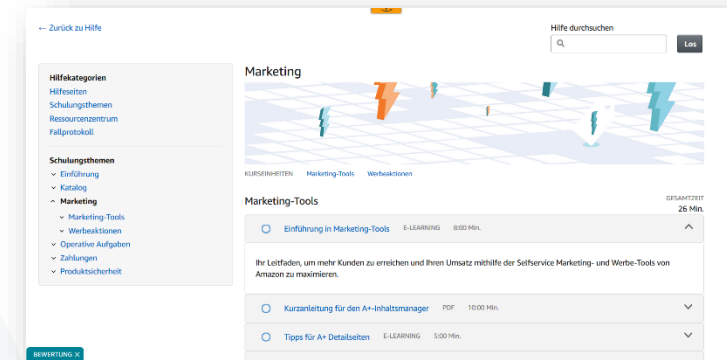 ← Zurück zu Hilfe
Hilfe durchsuchen
Los
Hilfekategorien
Hilfeseiten
Schulungsthemen
Ressourcenzentrum
Fallprotokoll
Schulungsthemen
Einführung
Katalog
Marketing
Marketing-Tools
Werbeaktionen
Operative Aufgaben
Zahlungen
Produktsicherheit
Marketing
KURSEINHEITEN Marketing-Tools Werbeaktionen
Marketing-Tools
GESAMTZEIT
26 Min.
Einführung in Marketing-Tools E-LEARNING 8:00 Min.
Ihr Leitfaden, um mehr Kunden zu erreichen und Ihren Umsatz mithilfe der Selfservice Marketing- und Werbe-Tools von
Amazon zu maximieren.
Kurzanleitung für den A+-Inhaltsmanager PDF 10:00 Min.
Tipps für A+ Detailseiten E-LEARNING 5:00 Min.
BEWERTUNG ×